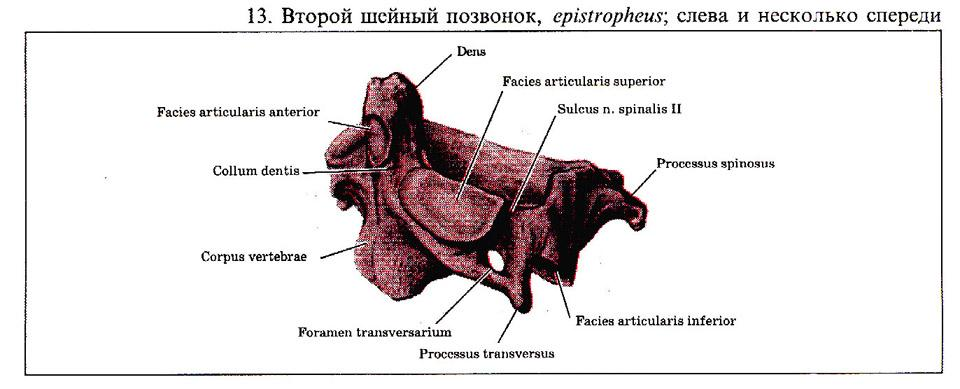 13. Второй шейный позвонок, epistropheus; слева и несколько спереди
Dens
Facies articularis superior
Facies articularis anterior
Sulcus n. spinalis II
Processus spinosus
Collum dentis
Corpus vertebrae
Facies articularis inferior
Foramen transversarium
Processus transversus